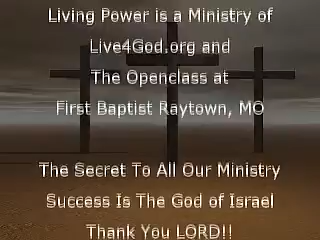 Living Power is a Ministry of
Live4God.org and
The Openclass at
First Baptist Raytown, MO
The Secret To All Our Ministry
Success Is The God of Israel
Thank You LORD!!